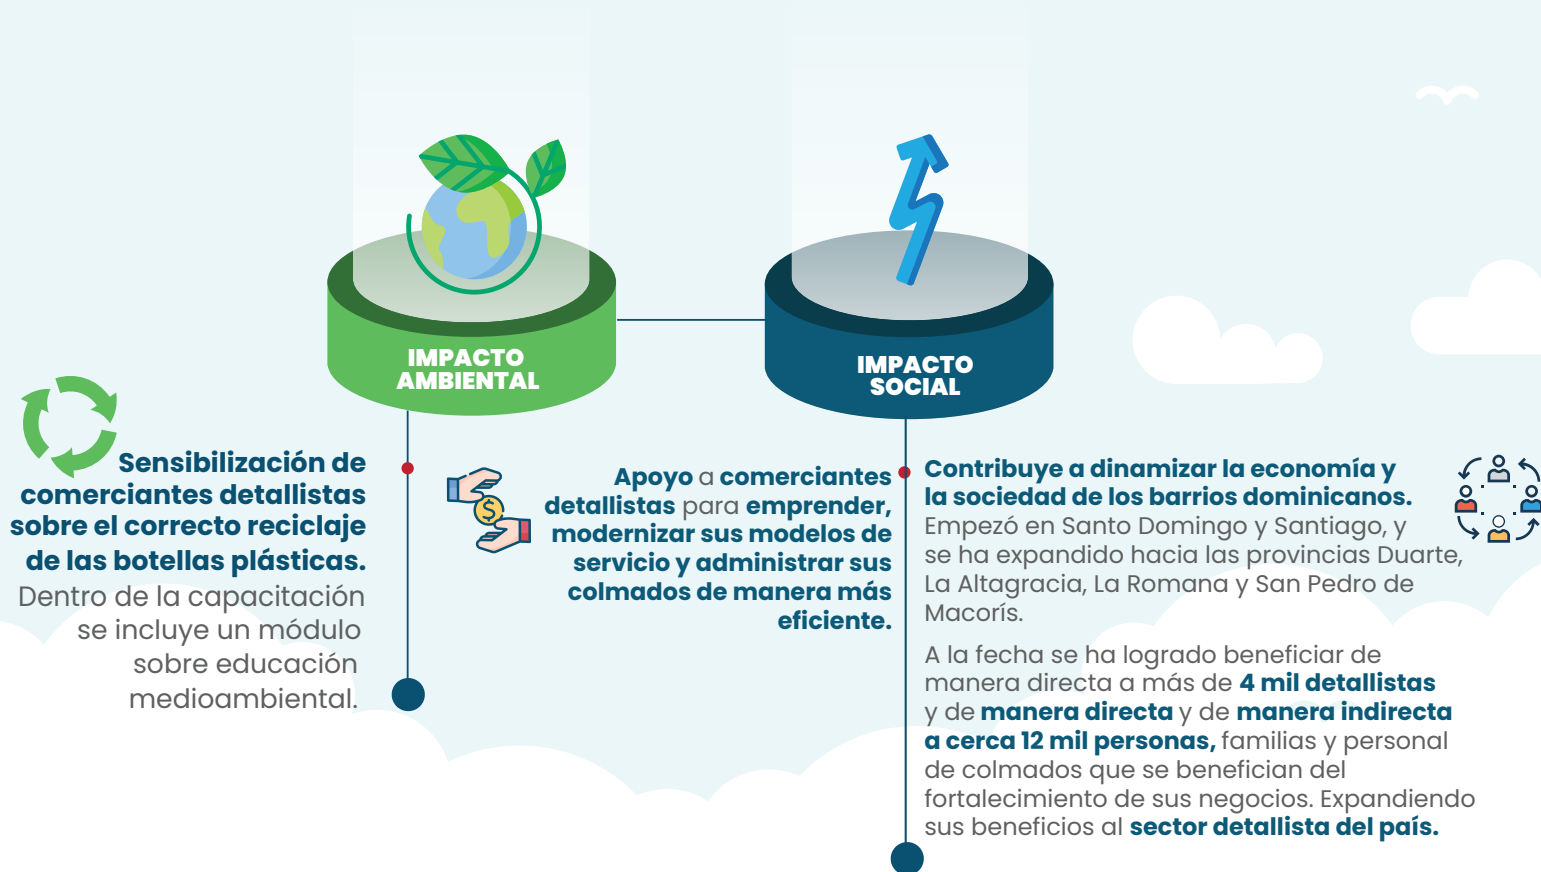 IMPACTO
AMBIENTAL
Sensibilización de
comerciantes detallistas
sobre el correcto reciclaje
de las botellas plásticas.
Dentro de la capacitación
se incluye un módulo
sobre educación
medioambiental.
IMPACTO
SOCIAL
Apoyo a comerciantes
detallistas para emprender,
modernizar sus modelos de
servicio y administrar sus
colmados de manera más
eficiente.
Contribuye a dinamizar la economía y
la sociedad de los barrios dominicanos.
Empezó en Santo Domingo y Santiago, y
se ha expandido hacia las provincias Duarte,
La Altagracia, La Romana y San Pedro de
Macorís.
A la fecha se ha logrado beneficiar de
manera directa a más de 4 mil detallistas
y de manera directa y de manera indirecta
a cerca 12 mil personas, familias y personal
de colmados que se benefician del
fortalecimiento de sus negocios. Expandiendo
sus beneficios al sector detallista del país.